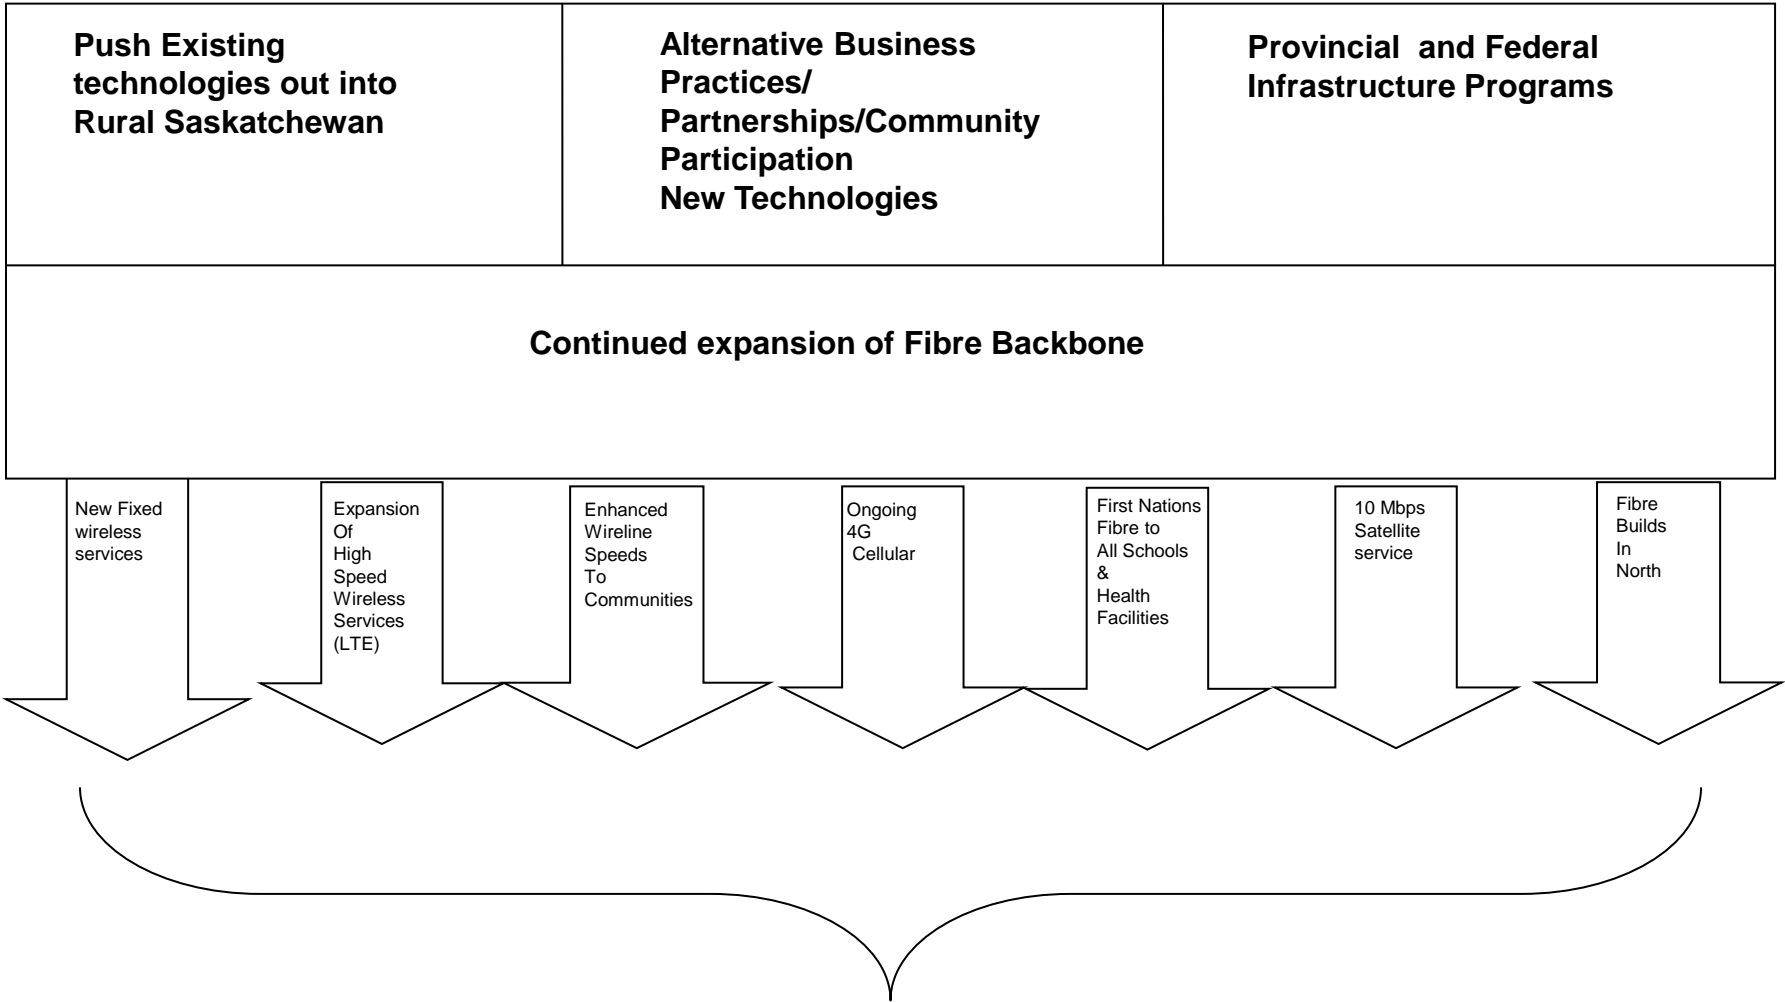 Push Existing
technologies out into
Rural Saskatchewan
Alternative Business
Practices/
Partnerships/Community
Participation
New Technologies
Provincial and Federal
Infrastructure Programs
Continued expansion of Fibre Backbone
New Fixed
wireless
services
Expansion
Of
High
Speed
Wireless
Services
(LTE)
Enhanced
Wireline
Speeds
To
Communities
Ongoing
4G
Cellular
First Nations
Fibre to
All Schools
&
Health
Facilities
10 Mbps
Satellite
service
Fibre
Builds
In
North